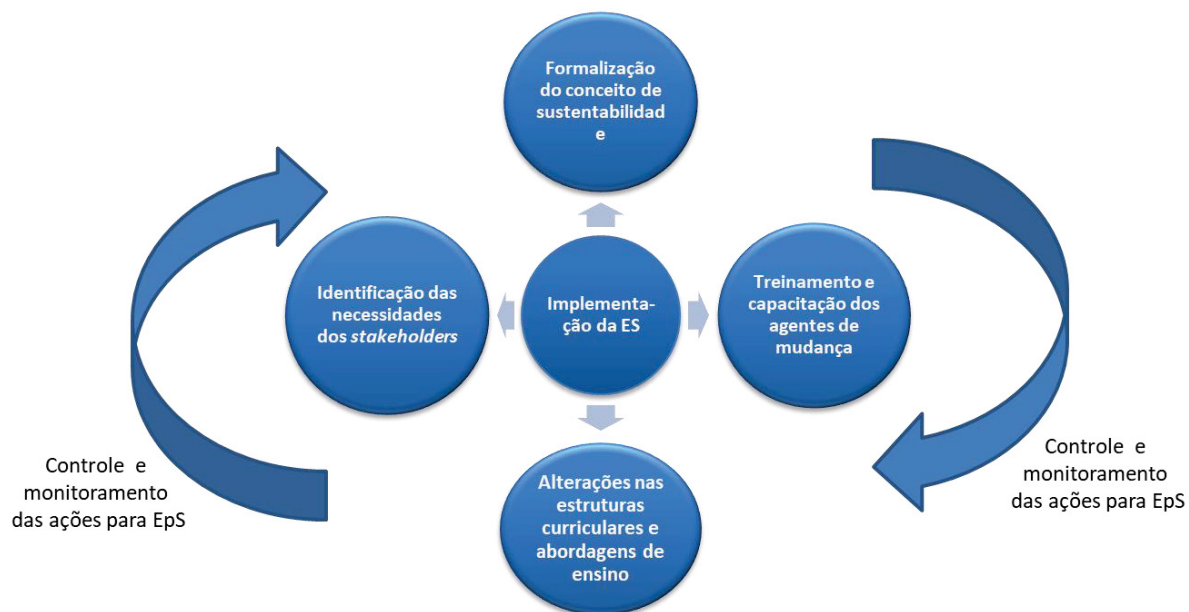 Formalização
do conceito de
sustentabilidad
e
Identificação das
necessidades
dos stakeholders
Implementa-
ção da ES
Treinamento e
capacitação dos
agentes de
mudança
Alterações nas
estruturas
curriculares e
abordagens de
ensino
Controle e
monitoramento
das ações para EpS
Controle e
monitoramento
das ações para EpS